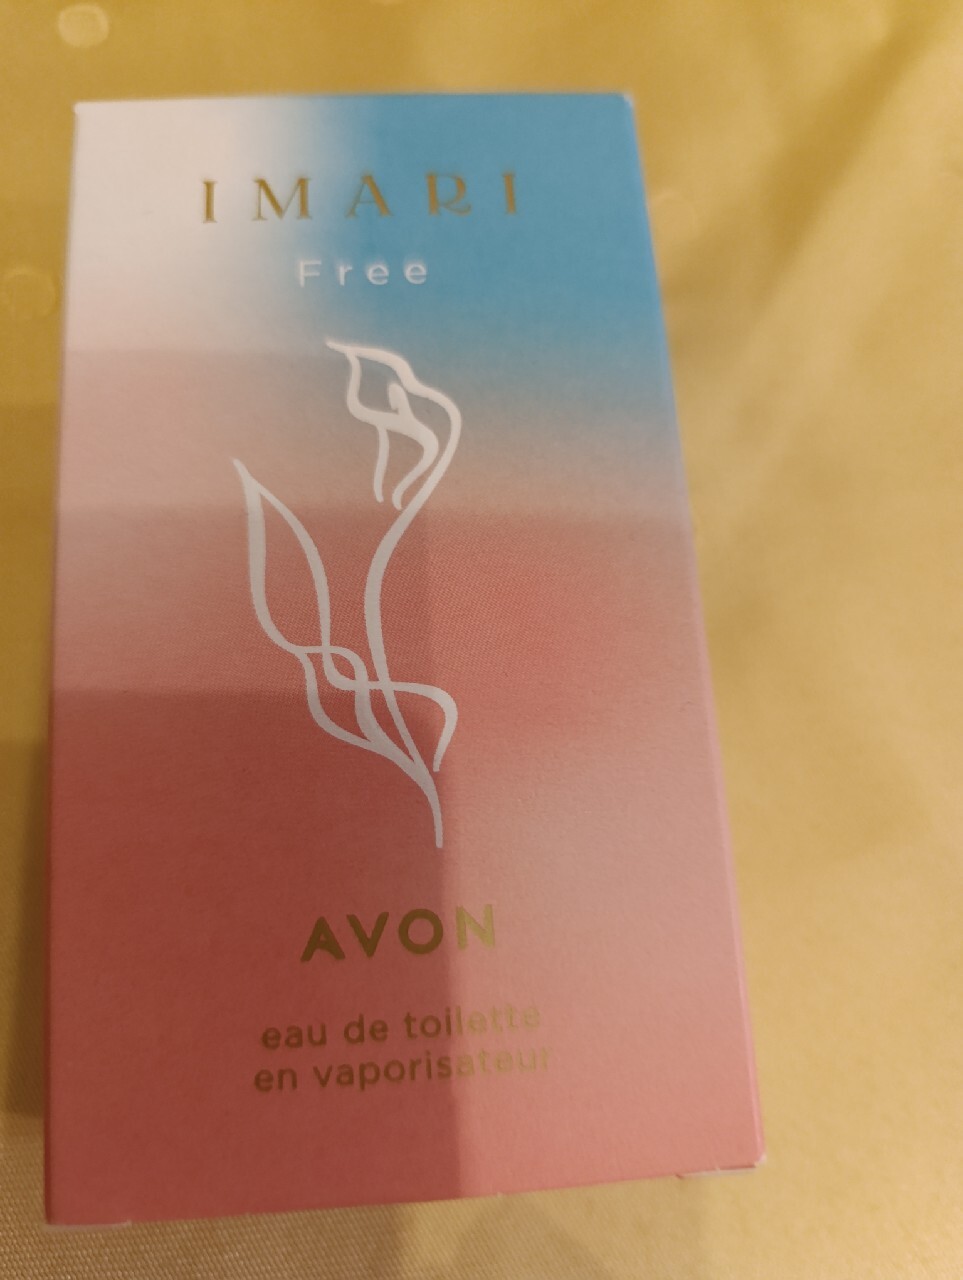 IMARI
Free
AVON
eau de toilette
en vaporisateur